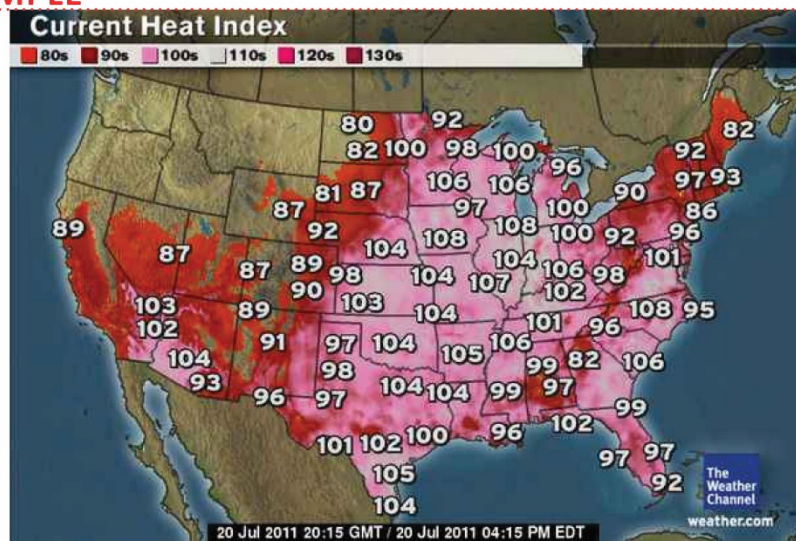 Current Heat Index
80s 90s 100s 110s 120s 130s
80 92 82
82 100 98 100 92
96 97 93
81 87 106 106 90
87 97 100 86
89 92 108 108 100 92 96
87 87 89 98 104 104 104 106 98 101
90 107 102
103 89 103 104 108 95
102 91 97 104 101 96
104 98 105 106 99 82 106
93 96 97 104 104 99 97 99
101 102 100 96 102
105 97 97
104 92
The
Weather
Channel
weather.com
20 Jul 2011 20:15 GMT / 20 Jul 2011 04:15 PM EDT